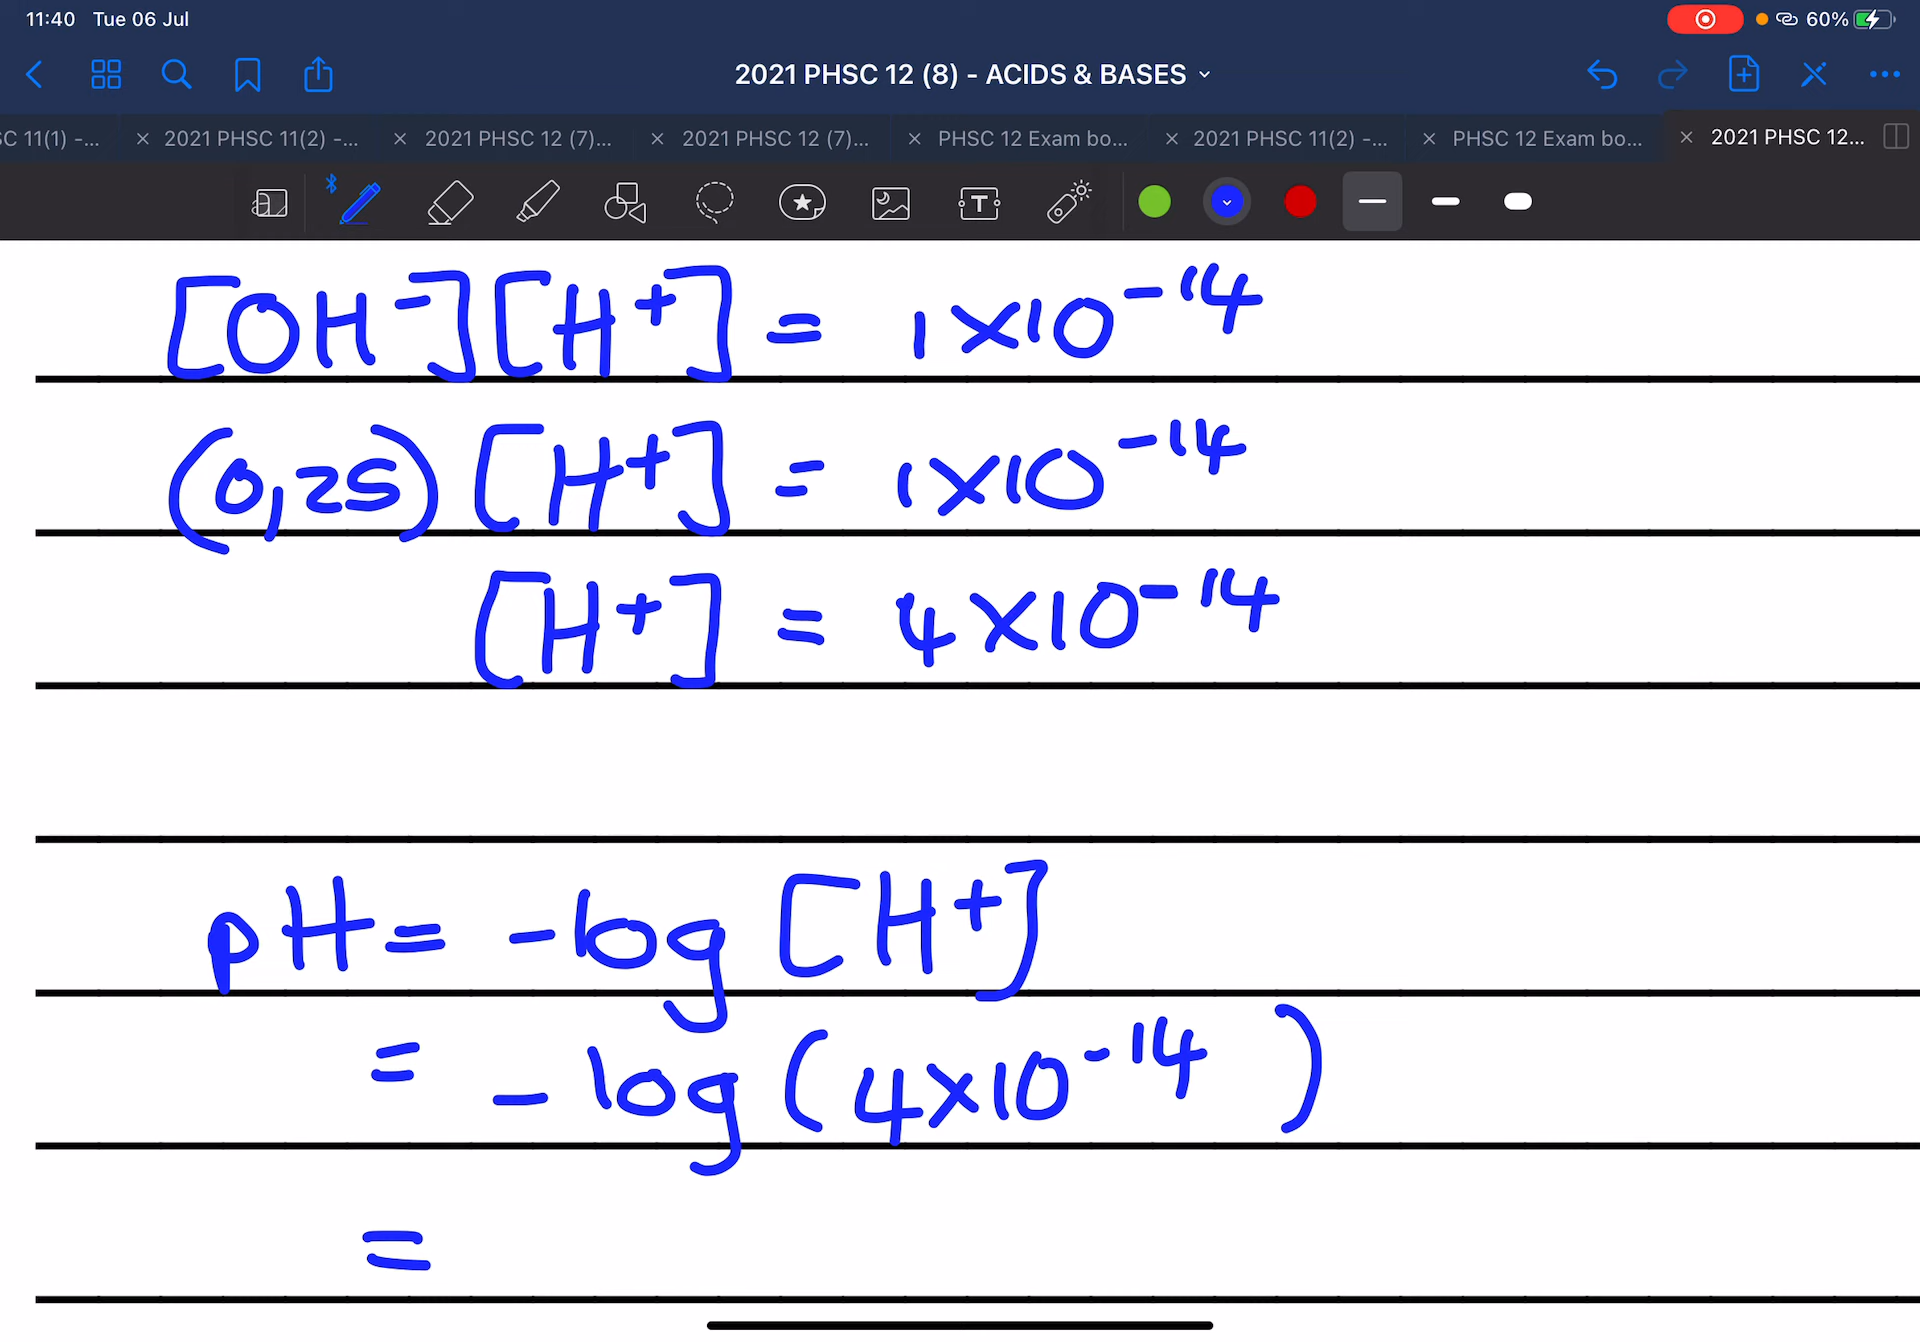 11:40 Tue 06 Jul 60%
2021 PHSC 12 (8) - ACIDS & BASES
SC 11(1) -... 2021 PHSC 11(2) -... 2021 PHSC 12 (7)... 2021 PHSC 12 (7)... PHSC 12 Exam bo... 2021 PHSC 11(2) -... PHSC 12 Exam bo... 2021 PHSC 12...
T
[OH⁻][H⁺] = 1×10⁻¹⁴
(0,25)[H⁺] = 1×10⁻¹⁴
[H⁺] = 4×10⁻¹⁴
pH = -log [H⁺]
= -log (4×10⁻¹⁴ )
=